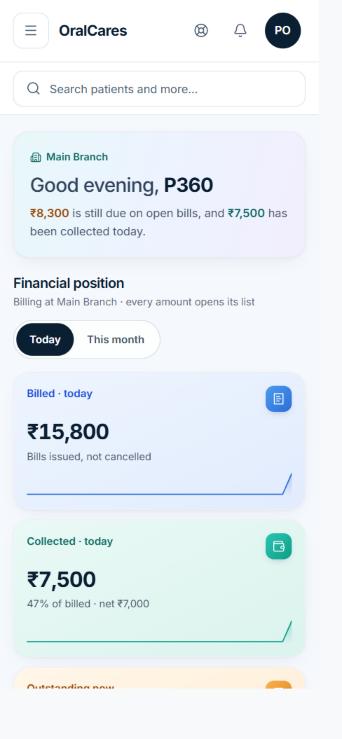 OralCares
PO
Search patients and more...
Main Branch
Good evening, P360
₹8,300 is still due on open bills, and ₹7,500 has
been collected today.
Financial position
Billing at Main Branch · every amount opens its list
Today
This month
Billed · today
₹15,800
Bills issued, not cancelled
Collected · today
₹7,500
47% of billed · net ₹7,000
Outstanding now